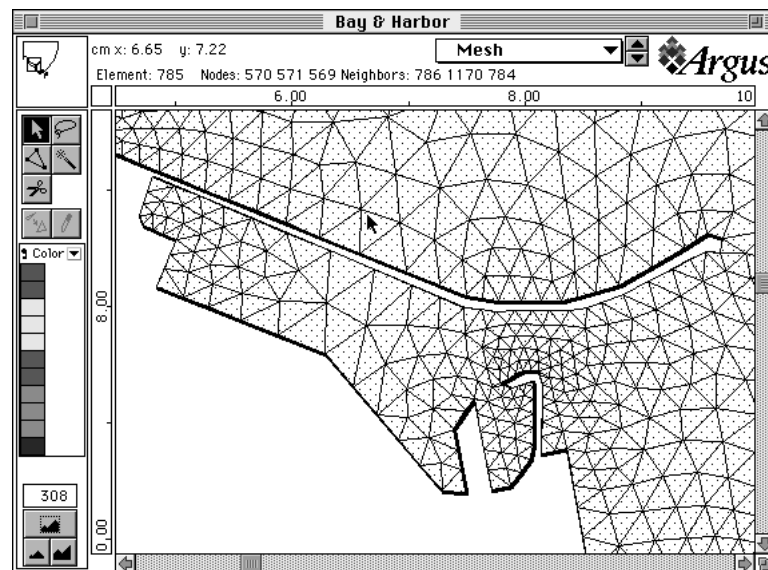 Bay & Harbor
cm x: 6.65 y: 7.22
Mesh
Argus
Element: 785 Nodes: 570 571 569 Neighbors: 786 1170 784
6.00 8.00 10
Color
8.00
308
0.00